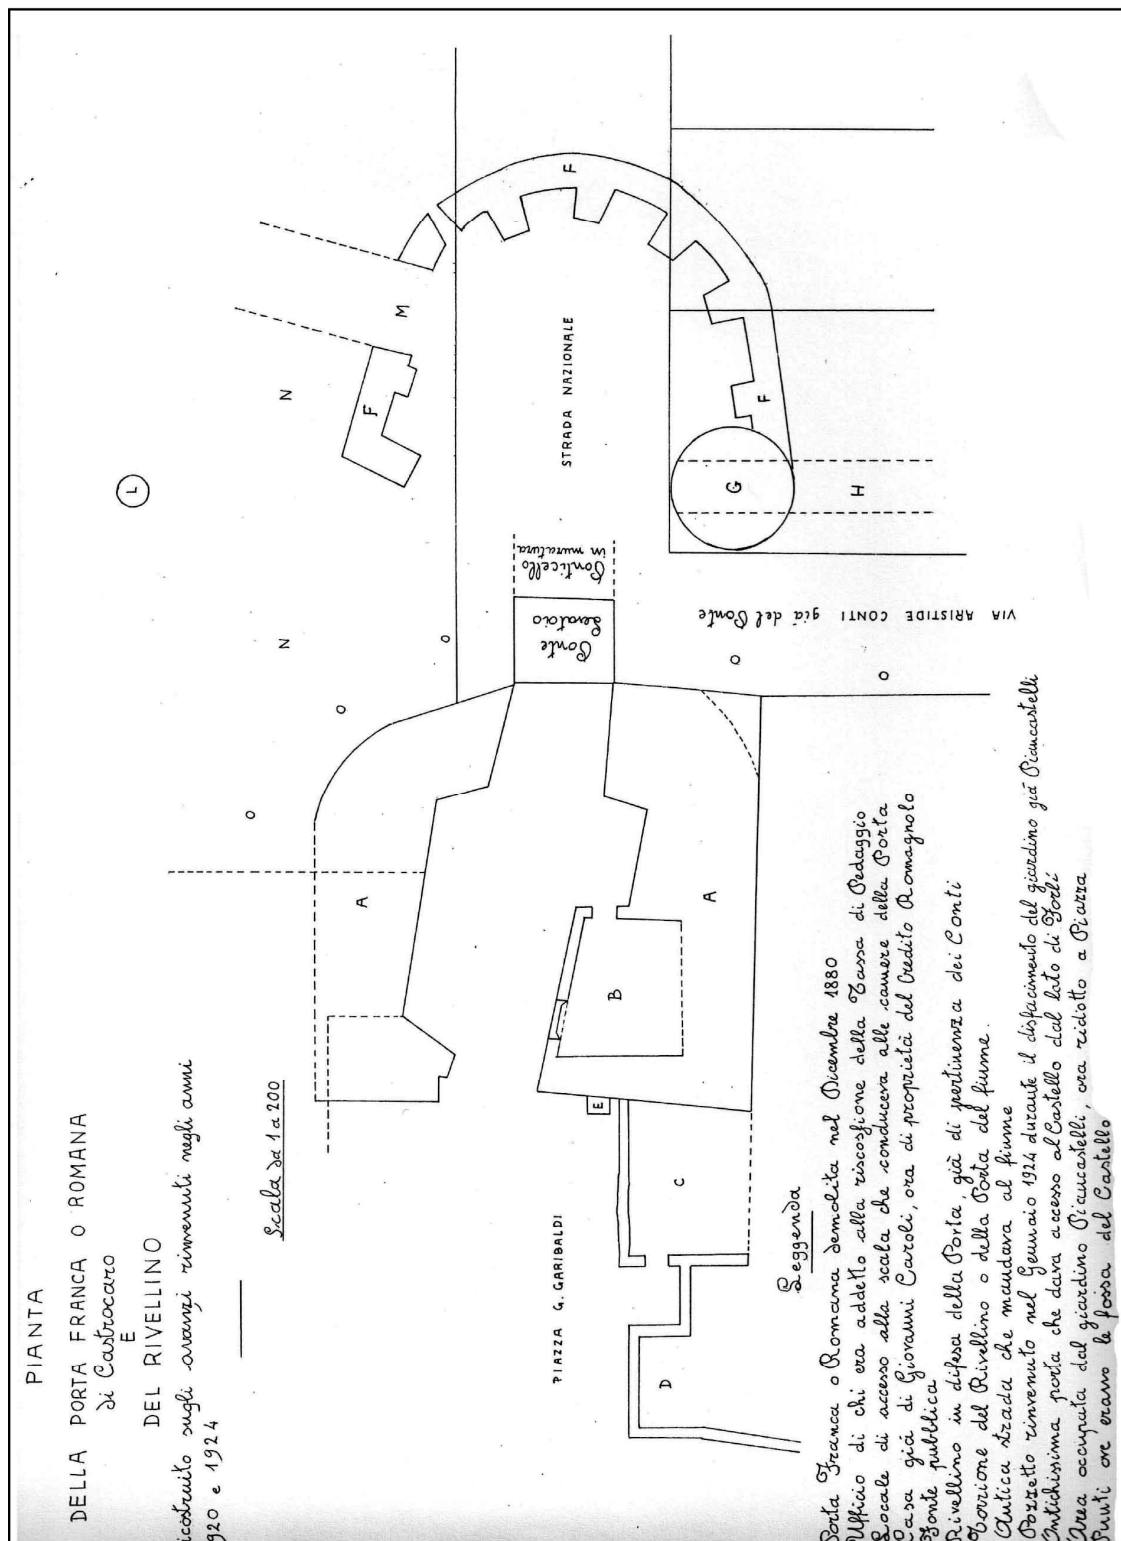 PIANTA
DELLA PORTA FRANCA O ROMANA
di Castrocaro
E
DEL RIVELLINO
icostruito sugli avanzi rinvenuti negli anni
920 e 1924
Scala da 1 a 200
A
B
A
E
C
D
PIAZZA G. GARIBALDI
Ponte
Levatoio
Ponticello
in muratura
STRADA NAZIONALE
N
N
L
M
F
F
F
G
H
VIA ARISTIDE CONTI già del Ponte
Leggenda
Porta Franca o Romana demolita nel Dicembre 1880
Ufficio di chi era addetto alla riscossione della Tassa di Pedaggio
Locale di accesso alla scala che conduceva alle camere della Porta
Casa già di Giovanni Caroli, ora di proprietà del Credito Romagnolo
Fonte pubblica
Rivellino in difesa della Porta, già di pertinenza dei Conti
Torrione del Rivellino o della Porta del fiume.
Antica strada che mandava al fiume
Pozzetto rinvenuto nel Gennaio 1924 durante il disfacimento del giardino già Piancastelli
Antichissima porta che dava accesso al Castello dal lato di Forlì
Area occupata dal giardino Piancastelli, ora ridotto a Piazza
Punti ove erano le fossa del Castello